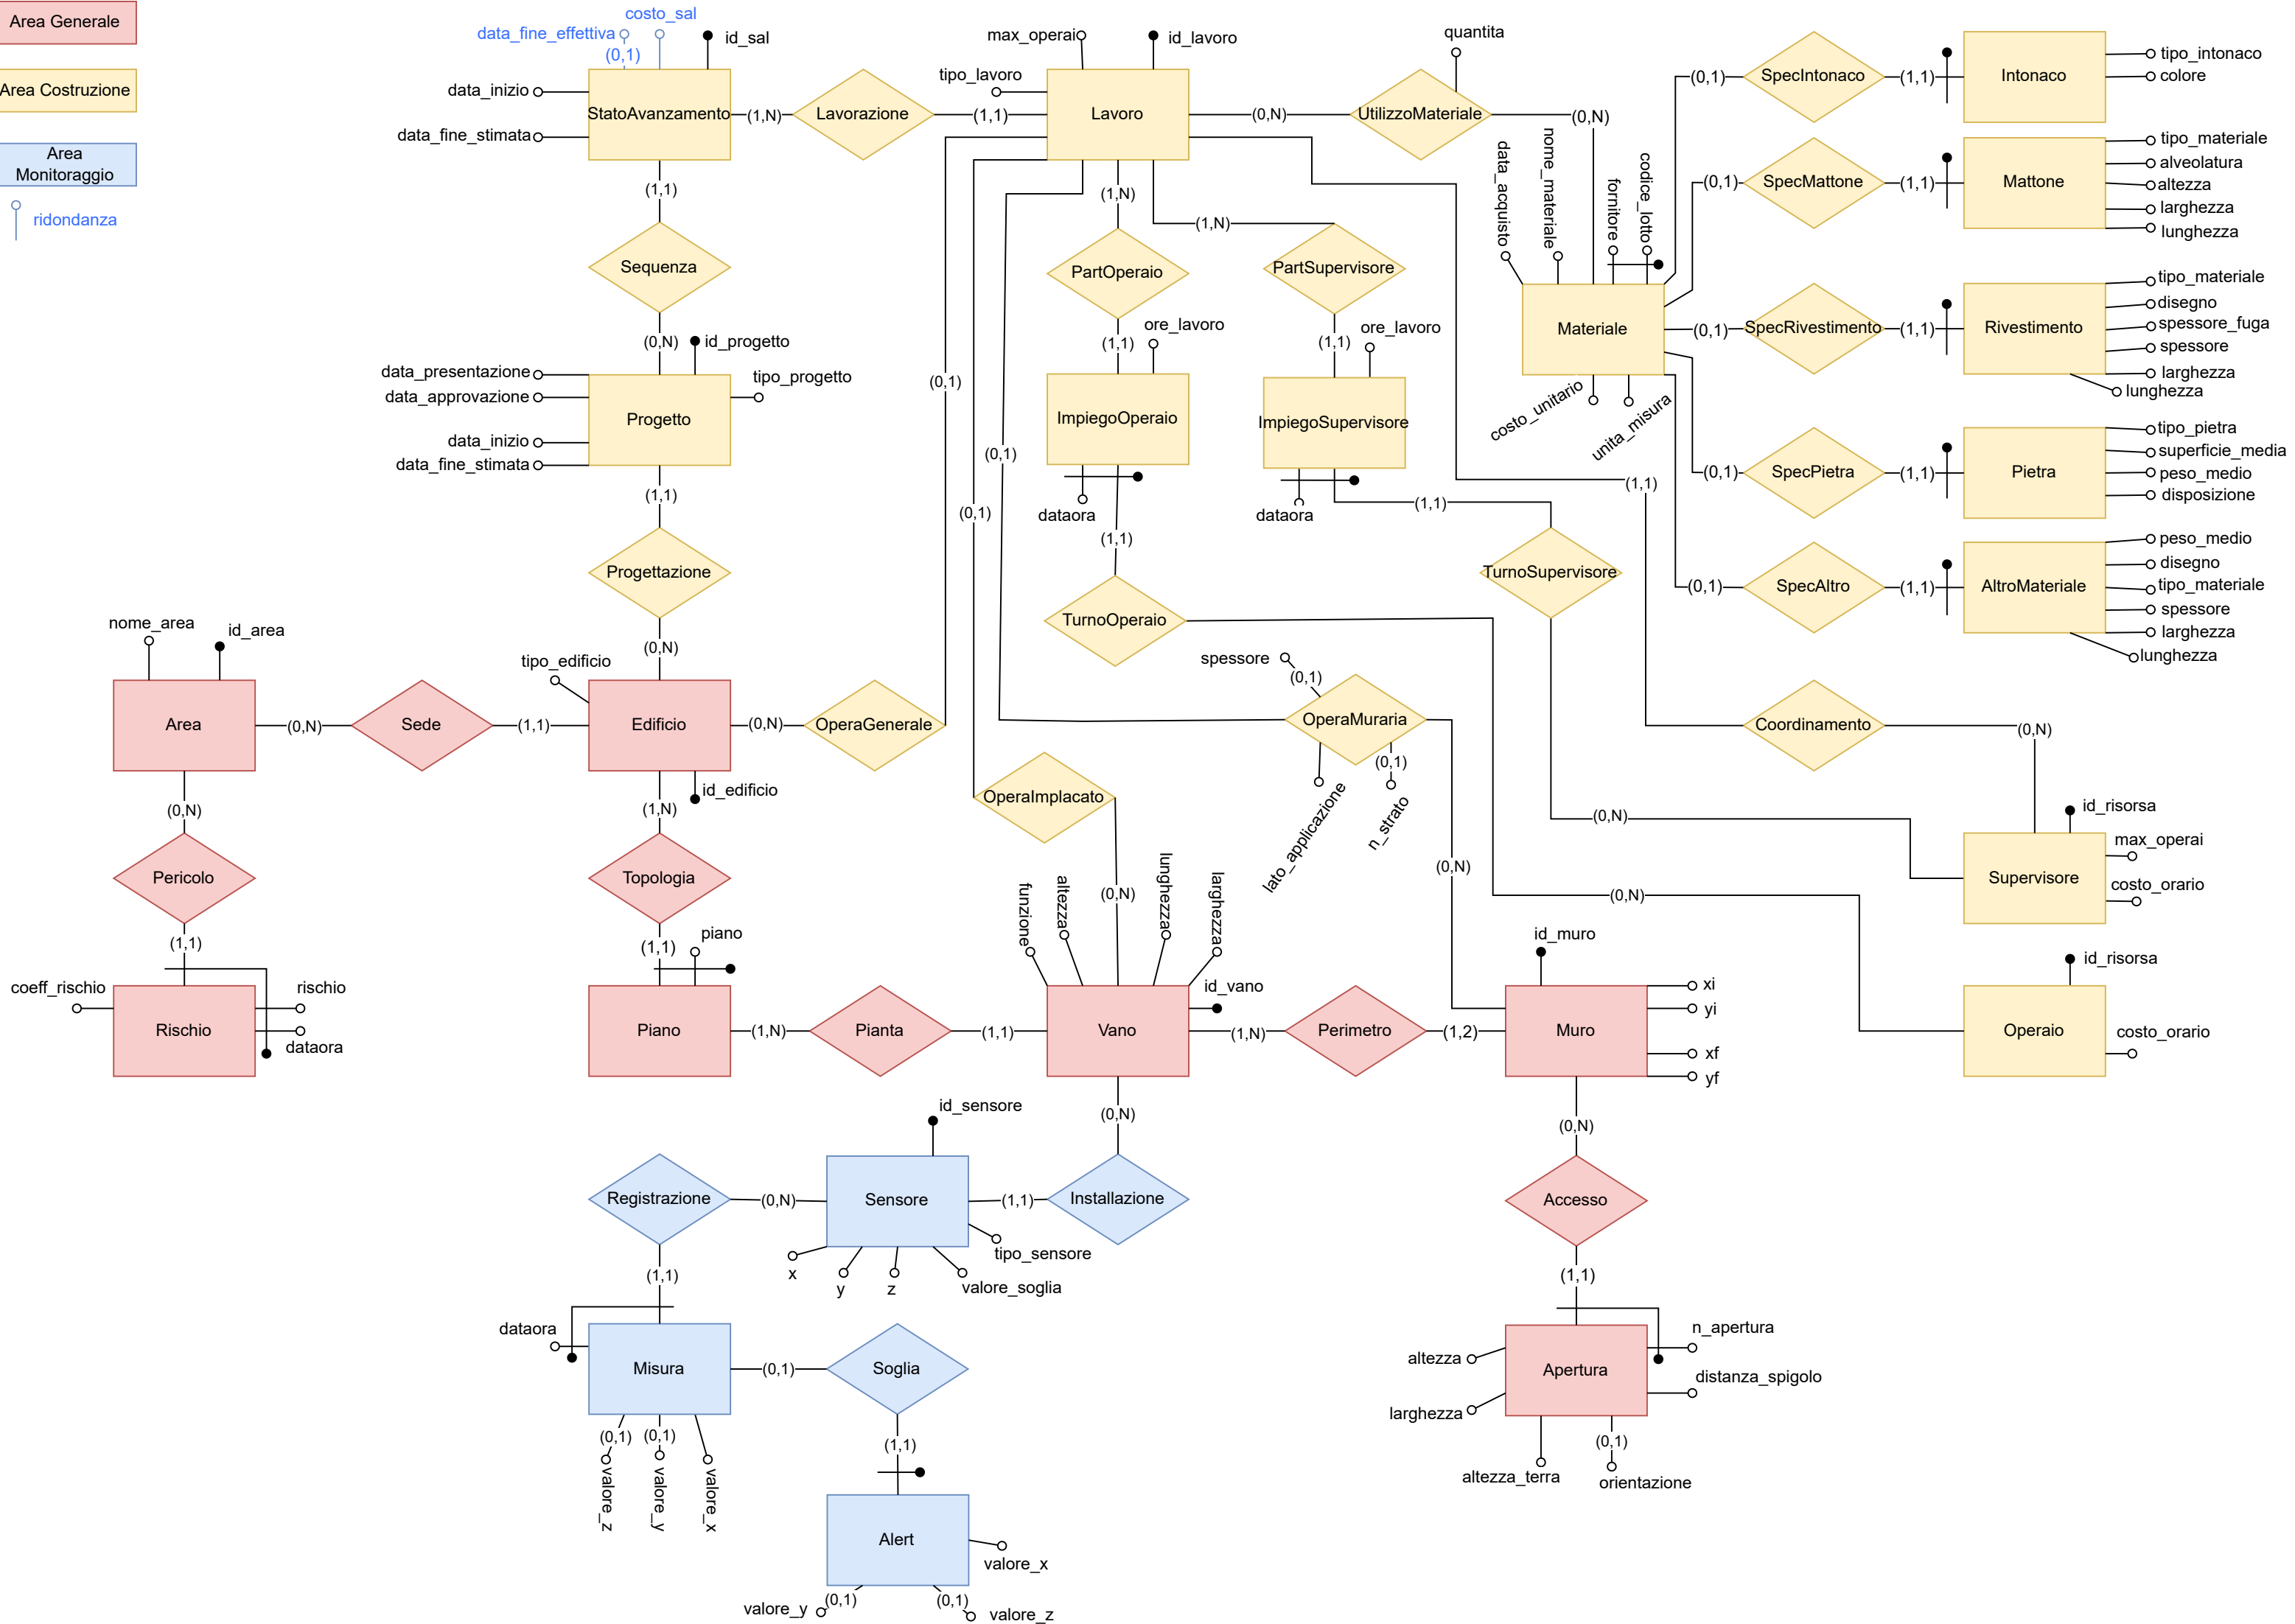 Area Generale
Area Costruzione
Area
Monitoraggio
ridondanza
costo_sal
data_fine_effettiva
(0,1)
id_sal
data_inizio
data_fine_stimata
StatoAvanzamento
(1,N)
Lavorazione
(1,1)
max_operai
id_lavoro
tipo_lavoro
Lavoro
(0,N)
quantita
UtilizzoMateriale
(0,N)
(0,1)
SpecIntonaco
(1,1)
Intonaco
tipo_intonaco
colore
(0,1)
SpecMattone
(1,1)
Mattone
tipo_materiale
alveolatura
altezza
larghezza
lunghezza
(1,1)
Sequenza
(0,N)
id_progetto
data_presentazione
data_approvazione
data_inizio
data_fine_stimata
tipo_progetto
Progetto
(1,1)
Progettazione
(0,N)
(1,N)
PartOperaio
(1,1)
ore_lavoro
ImpiegoOperaio
dataora
(1,1)
TurnoOperaio
(1,N)
PartSupervisore
(1,1)
ore_lavoro
ImpiegoSupervisore
dataora
(1,1)
TurnoSupervisore
(0,1)
(0,1)
(0,1)
data_acquisto
nome_materiale
fornitore
codice_lotto
Materiale
costo_unitario
unita_misura
(0,1)
SpecRivestimento
(1,1)
Rivestimento
tipo_materiale
disegno
spessore_fuga
spessore
larghezza
lunghezza
(0,1)
SpecPietra
(1,1)
Pietra
tipo_pietra
superficie_media
peso_medio
disposizione
(1,1)
(0,1)
SpecAltro
(1,1)
AltroMateriale
peso_medio
disegno
tipo_materiale
spessore
larghezza
lunghezza
nome_area
id_area
Area
(0,N)
Sede
(1,1)
tipo_edificio
Edificio
id_edificio
(0,N)
OperaGenerale
OperaImplacato
(0,N)
spessore
(0,1)
OperaMuraria
lato_applicazione
(0,1)
n_strato
(0,N)
Coordinamento
(0,N)
(0,N)
(0,N)
id_risorsa
max_operai
costo_orario
Supervisore
id_risorsa
Operaio
costo_orario
(0,N)
Pericolo
(1,1)
coeff_rischio
rischio
dataora
Rischio
(1,N)
Topologia
(1,1)
piano
Piano
(1,N)
Pianta
(1,1)
funzione
altezza
lunghezza
larghezza
id_vano
Vano
(1,N)
Perimetro
(1,2)
id_muro
Muro
xi
yi
xf
yf
(0,N)
Installazione
(1,1)
id_sensore
Sensore
x
y
z
valore_soglia
tipo_sensore
(0,N)
Registrazione
(1,1)
dataora
Misura
(0,1)
valore_z
(0,1)
valore_y
valore_x
(0,1)
Soglia
(1,1)
Alert
valore_x
(0,1)
valore_y
(0,1)
valore_z
(0,N)
Accesso
(1,1)
n_apertura
altezza
larghezza
Apertura
distanza_spigolo
altezza_terra
(0,1)
orientazione